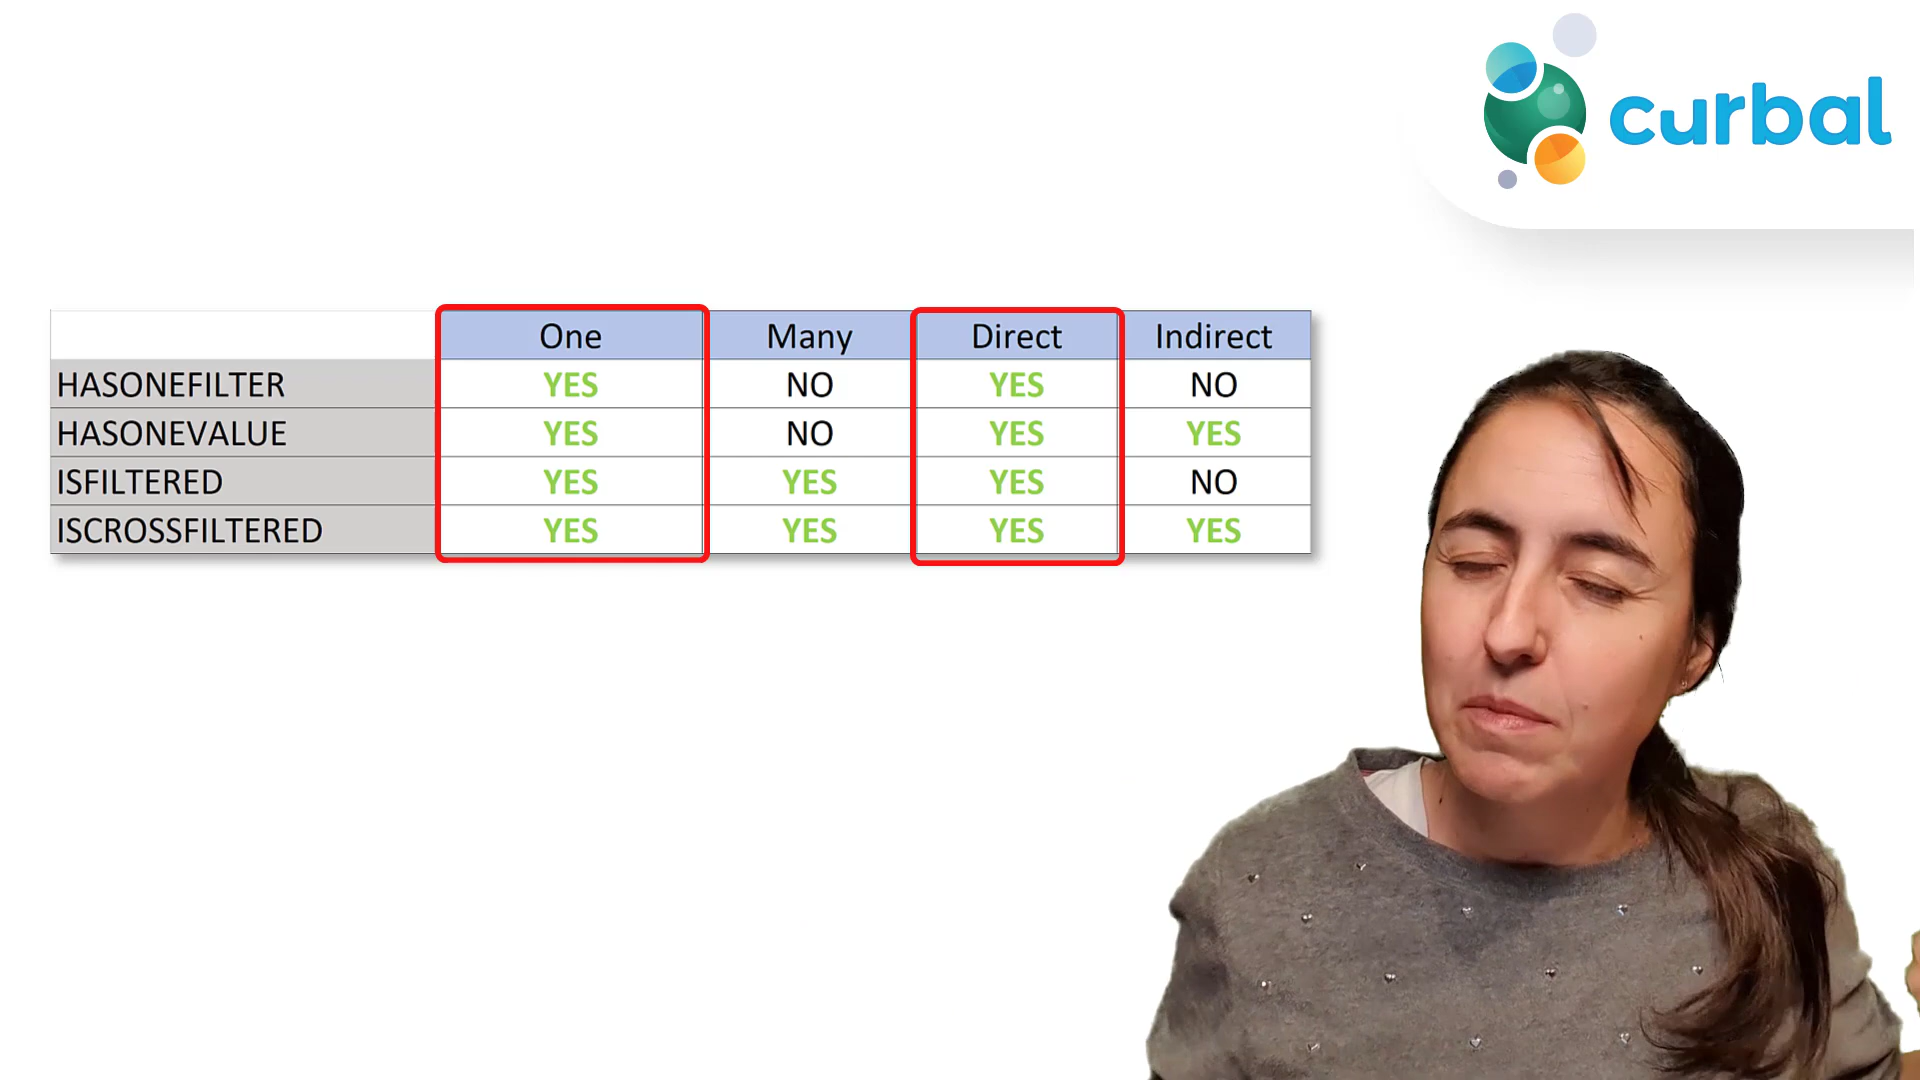 curbal
One Many Direct Indirect
HASONEFILTER YES NO YES NO
HASONEVALUE YES NO YES YES
ISFILTERED YES YES YES NO
ISCROSSFILTERED YES YES YES YES